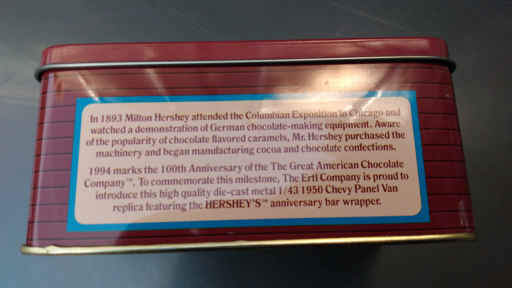 In 1893 Milton Hershey attended the Columbian Exposition in Chicago and
watched a demonstration of German chocolate-making equipment. Aware
of the popularity of chocolate flavored caramels, Mr. Hershey purchased the
machinery and began manufacturing cocoa and chocolate confections.
1994 marks the 100th Anniversary of the The Great American Chocolate
Company™. To commemorate this milestone, The Ertl Company is proud to
introduce this high quality die-cast metal 1/43 1950 Chevy Panel Van
replica featuring the HERSHEY'S™ anniversary bar wrapper.